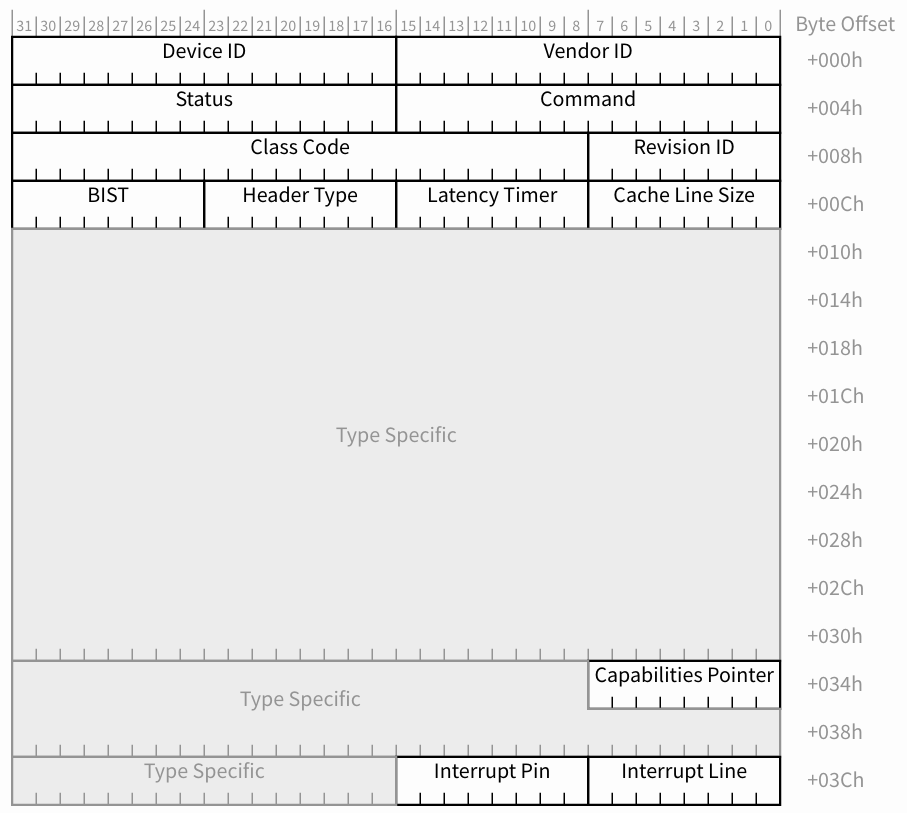 31 30 29 28 27 26 25 24 23 22 21 20 19 18 17 16 15 14 13 12 11 10 9 8 7 6 5 4 3 2 1 0 Byte Offset
Device ID Vendor ID +000h
Status Command +004h
Class Code Revision ID +008h
BIST Header Type Latency Timer Cache Line Size +00Ch
+010h
+014h
+018h
+01Ch
Type Specific +020h
+024h
+028h
+02Ch
+030h
Capabilities Pointer +034h
Type Specific
+038h
Type Specific Interrupt Pin Interrupt Line +03Ch